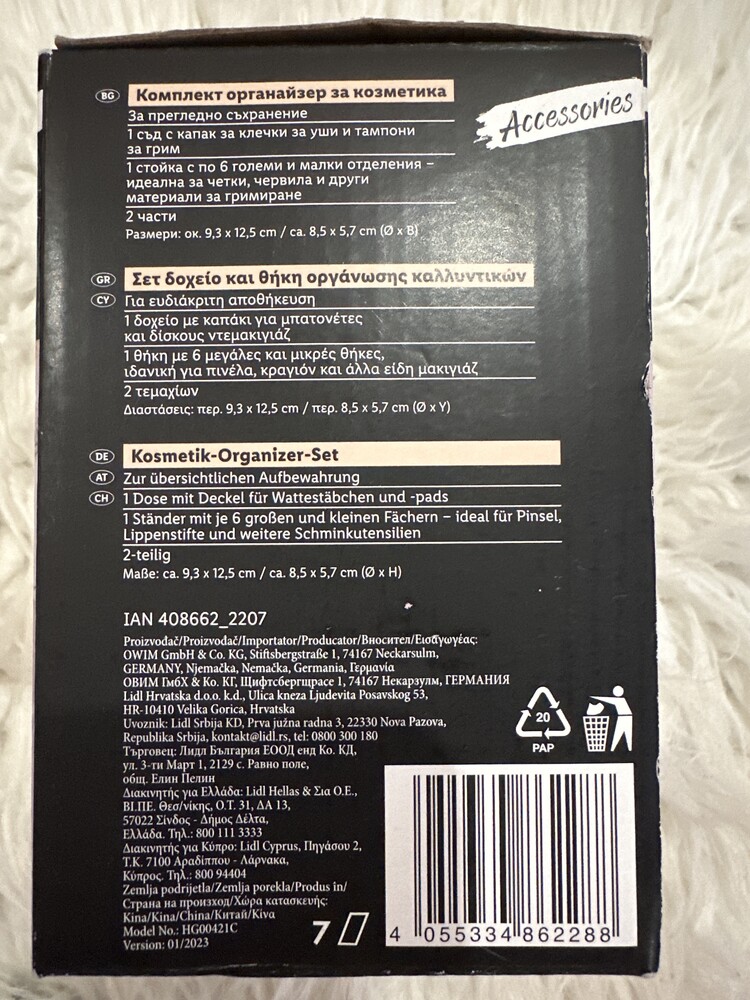 BG Комплект органайзер за козметика
За прегледно съхранение
1 съд с капак за клечки за уши и тампони
за грим
1 стойка с по 6 големи и малки отделения –
идеална за четки, червила и други
материали за гримиране
2 части
Размери: ок. 9,3 x 12,5 cm / ca. 8,5 x 5,7 cm (Ø x В)
Accessories
GR Σετ δοχείο και θήκη οργάνωσης καλλυντικών
CY Για ευδιάκριτη αποθήκευση
1 δοχείο με καπάκι για μπατονέτες
και δίσκους ντεμακιγιάζ
1 θήκη με 6 μεγάλες και μικρές θήκες,
ιδανική για πινέλα, κραγιόν και άλλα είδη μακιγιάζ
2 τεμαχίων
Διαστάσεις: περ. 9,3 x 12,5 cm / περ. 8,5 x 5,7 cm (Ø x Υ)
DE Kosmetik-Organizer-Set
AT Zur übersichtlichen Aufbewahrung
CH 1 Dose mit Deckel für Wattestäbchen und -pads
1 Ständer mit je 6 großen und kleinen Fächern – ideal für Pinsel,
Lippenstifte und weitere Schminkutensilien
2-teilig
Maße: ca. 9,3 x 12,5 cm / ca. 8,5 x 5,7 cm (Ø x H)
IAN 408662_2207
Proizvođač/Proizvođač/Importator/Producator/Вносител/Εισαγωγέας:
OWIM GmbH & Co. KG, Stiftsbergstraße 1, 74167 Neckarsulm,
GERMANY, Njemačka, Nemačka, Germania, Γερμανία
ОВИМ ГмбХ & Ко. КГ, Щифтсбергщрасе 1, 74167 Некарзулм, ГЕРМАНИЯ
Lidl Hrvatska d.o.o. k.d., Ulica kneza Ljudevita Posavskog 53,
HR-10410 Velika Gorica, Hrvatska
Uvoznik: Lidl Srbija KD, Prva južna radna 3, 22330 Nova Pazova,
Republika Srbija, kontakt@lidl.rs, tel: 0800 300 180
Търговец: Лидл България ЕООД енд Ко. КД,
ул. 3-ти Март 1, 2129 с. Равно поле,
общ. Елин Пелин
Διακινητής για Ελλάδα: Lidl Hellas & Σια Ο.Ε.,
ΒΙ.ΠΕ. Θεσ/νίκης, Ο.Τ. 31, ΔΑ 13,
57022 Σίνδος - Δήμος Δέλτα,
Ελλάδα. Τηλ.: 800 111 3333
Διακινητής για Κύπρο: Lidl Cyprus, Πηγάσου 2,
Τ.Κ. 7100 Αραδίππου - Λάρνακα,
Κύπρος. Τηλ.: 800 94404
Zemlja podrijetla/Zemlja porekla/Produs in/
Страна на произход/Χώρα κατασκευής:
Kina/Kina/China/Китай/Κίνα
Model No.: HG00421C
Version: 01/2023
20
PAP
7
4 055334 862288